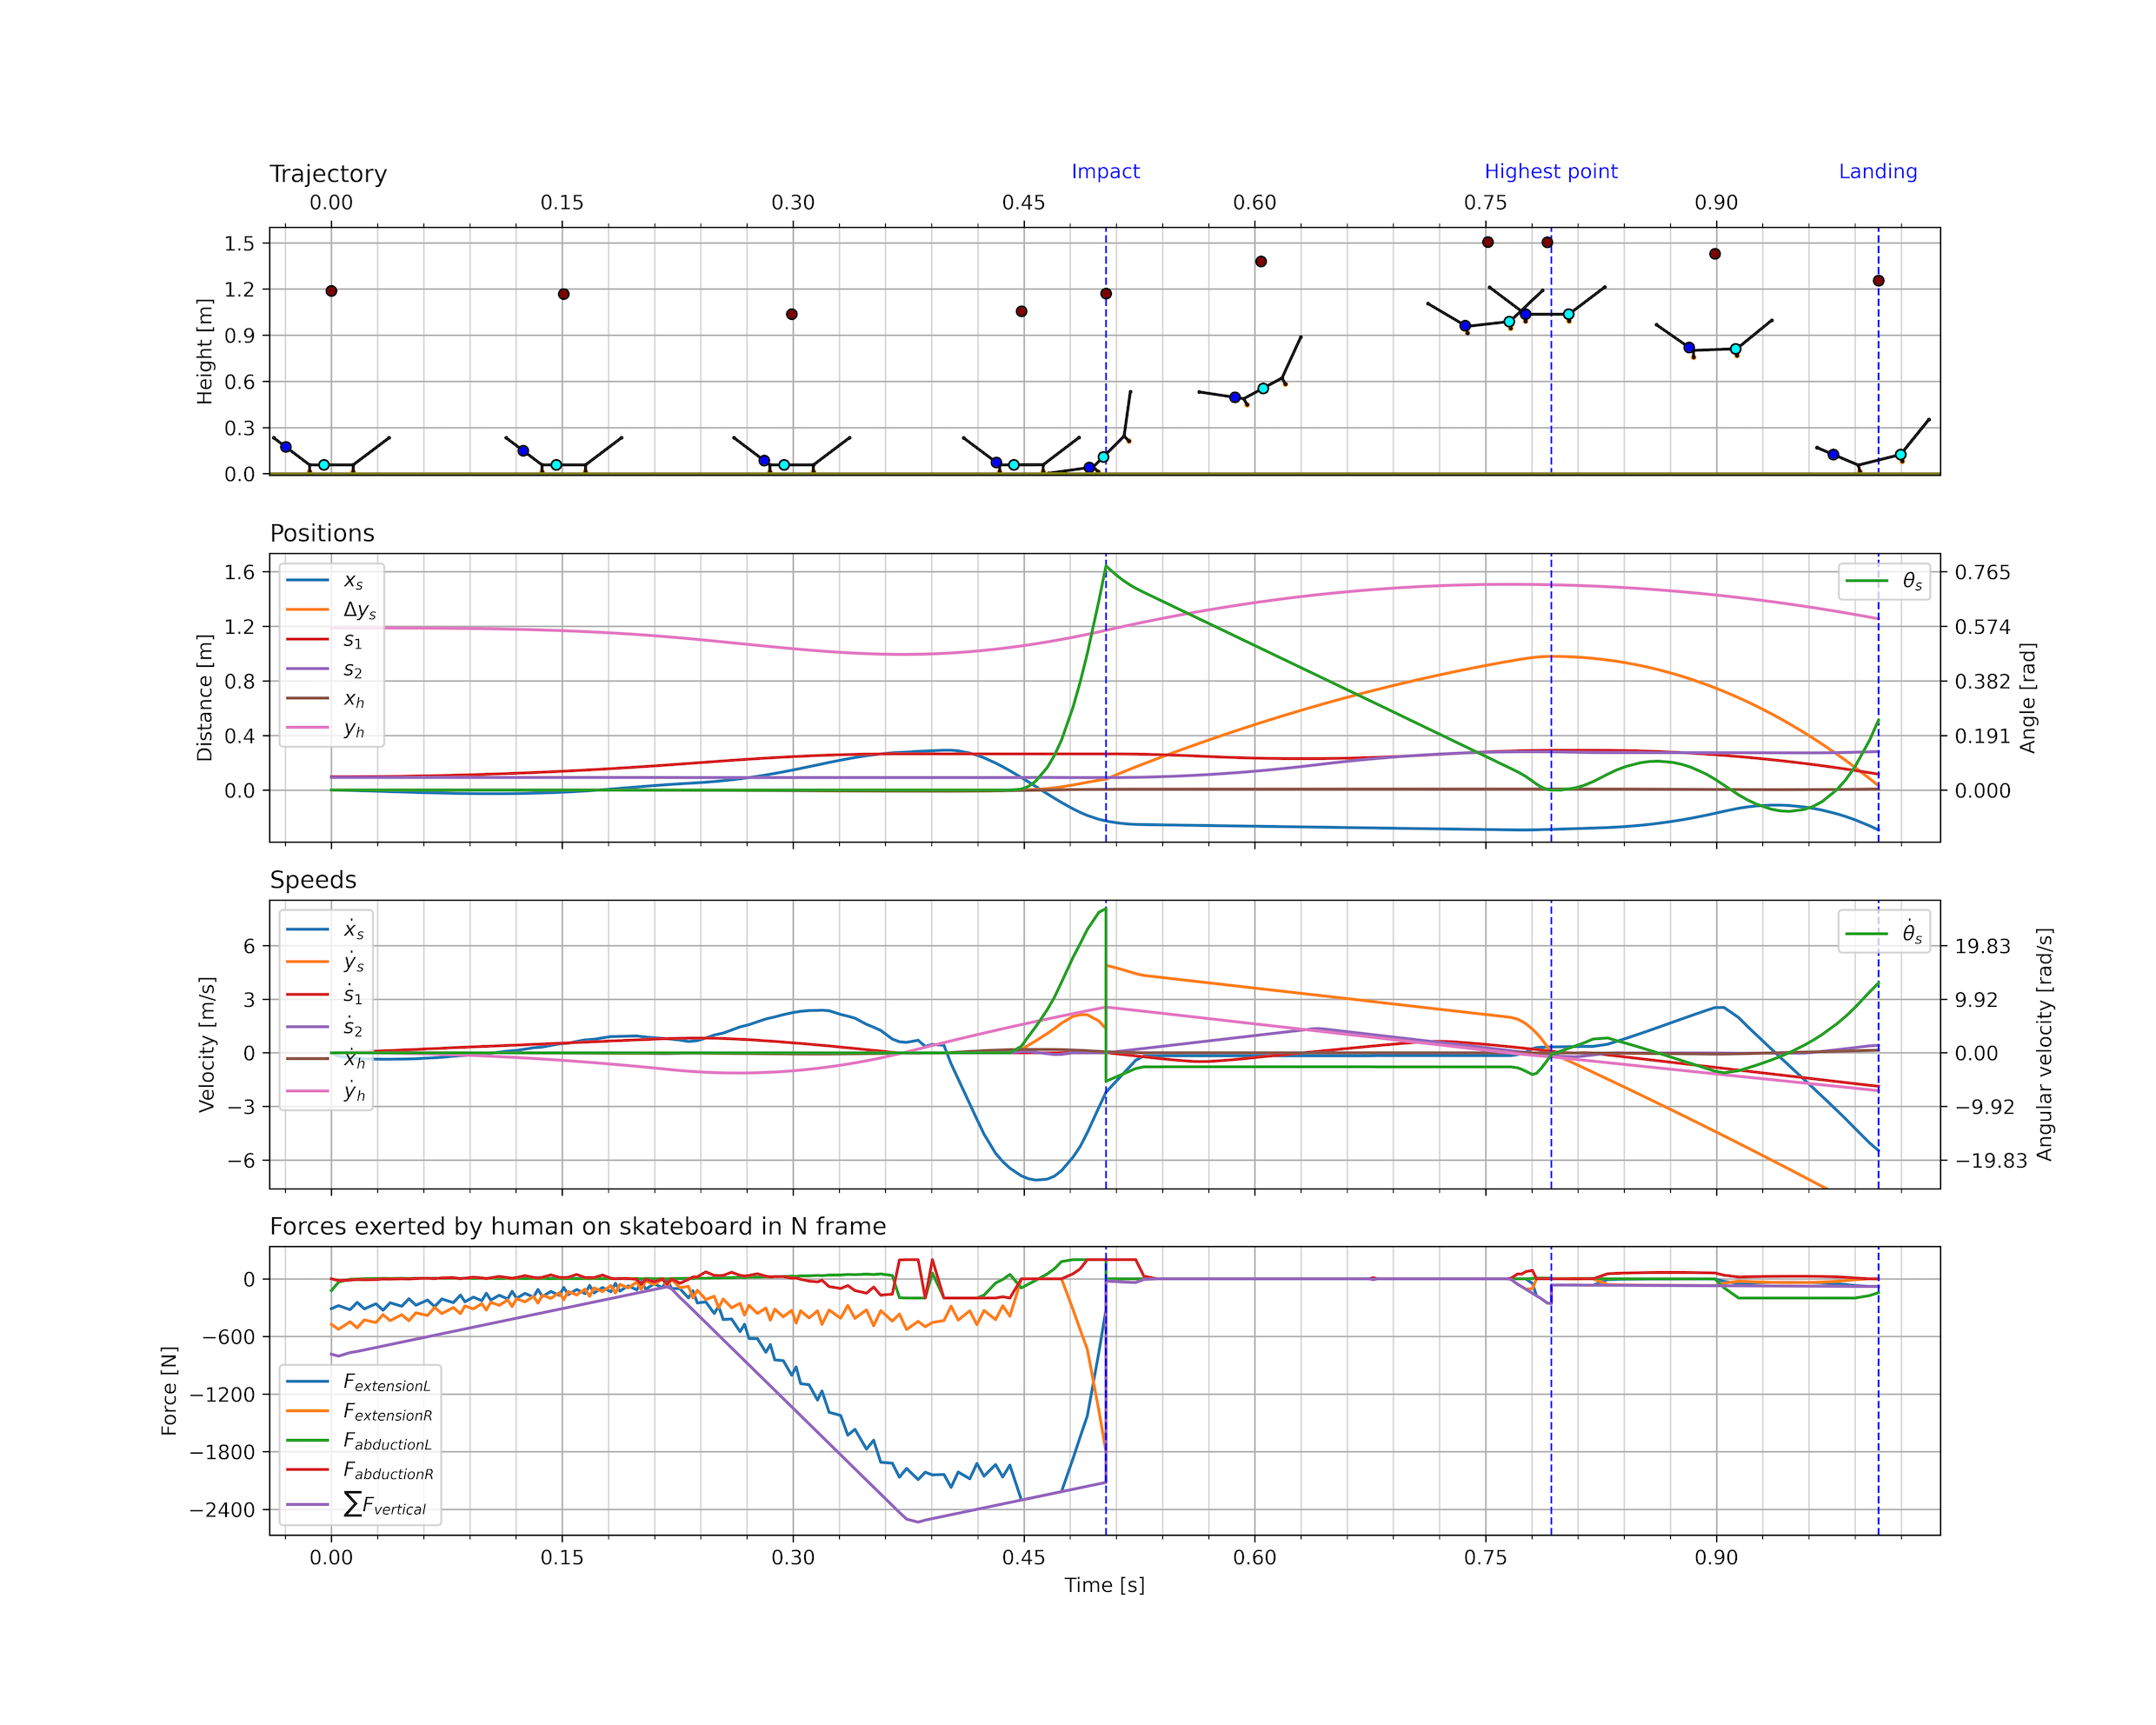 Trajectory
Impact
Highest point
Landing
0.00 0.15 0.30 0.45 0.60 0.75 0.90
Height [m]
1.5
1.2
0.9
0.6
0.3
0.0
Positions
Distance [m]
1.6
1.2
0.8
0.4
0.0
x_s
Δy_s
s_1
s_2
x_h
y_h
θ_s
0.765
0.574
0.382
0.191
0.000
Angle [rad]
Speeds
Velocity [m/s]
6
3
0
−3
−6
ẋ_s
ẏ_s
ṡ_1
ṡ_2
ẋ_h
ẏ_h
θ̇_s
19.83
9.92
0.00
−9.92
−19.83
Angular velocity [rad/s]
Forces exerted by human on skateboard in N frame
Force [N]
0
−600
−1200
−1800
−2400
F_extensionL
F_extensionR
F_abductionL
F_abductionR
∑F_vertical
0.00 0.15 0.30 0.45 0.60 0.75 0.90
Time [s]